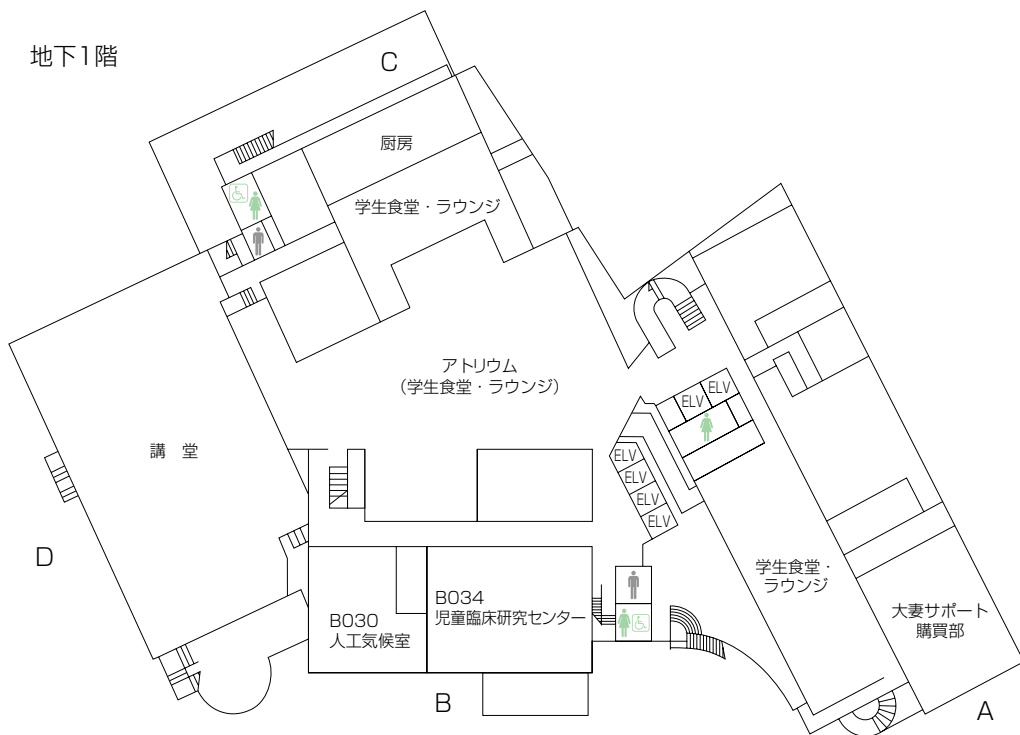 地下1階
C
厨房
学生食堂・ラウンジ
アトリウム
（学生食堂・ラウンジ）
ELV
ELV
講 堂
ELV
ELV
ELV
ELV
D
学生食堂・
ラウンジ
B030
人工気候室
B034
児童臨床研究センター
大妻サポート
購買部
B
A